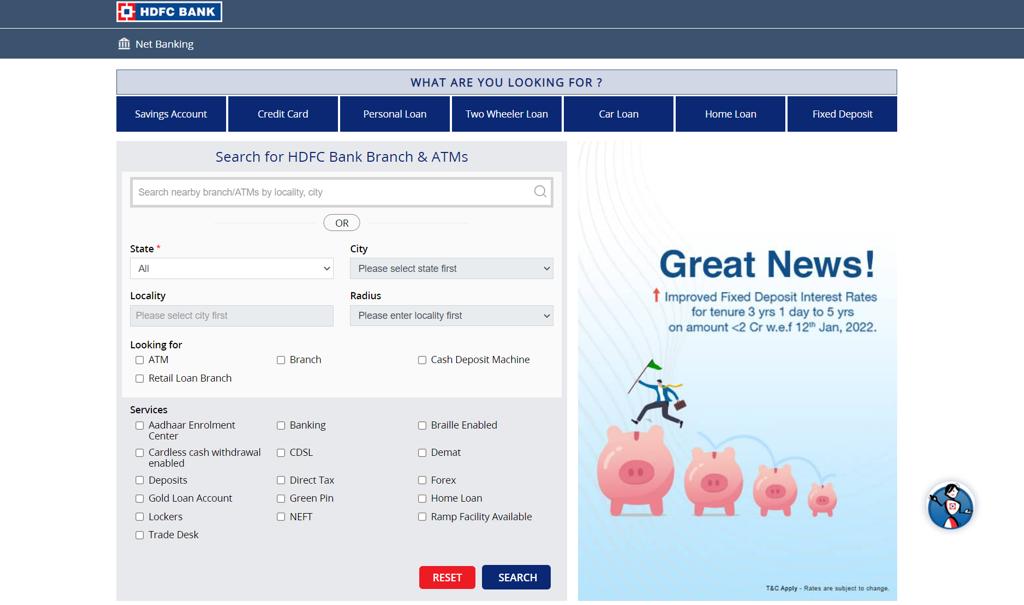 HDFC BANK
Net Banking
WHAT ARE YOU LOOKING FOR ?
Savings Account
Credit Card
Personal Loan
Two Wheeler Loan
Car Loan
Home Loan
Fixed Deposit
Search for HDFC Bank Branch & ATMs
Search nearby branch/ATMs by locality, city
OR
State *
City
All
Please select state first
Locality
Radius
Please select city first
Please enter locality first
Looking for
ATM
Branch
Cash Deposit Machine
Retail Loan Branch
Services
Aadhaar Enrolment
Center
Banking
Braille Enabled
Cardless cash withdrawal
enabled
CDSL
Demat
Deposits
Direct Tax
Forex
Gold Loan Account
Green Pin
Home Loan
Lockers
NEFT
Ramp Facility Available
Trade Desk
RESET
SEARCH
Great News!
Improved Fixed Deposit Interest Rates
for tenure 3 yrs 1 day to 5 yrs
on amount <2 Cr w.e.f 12th Jan, 2022.
T&C Apply - Rates are subject to change.